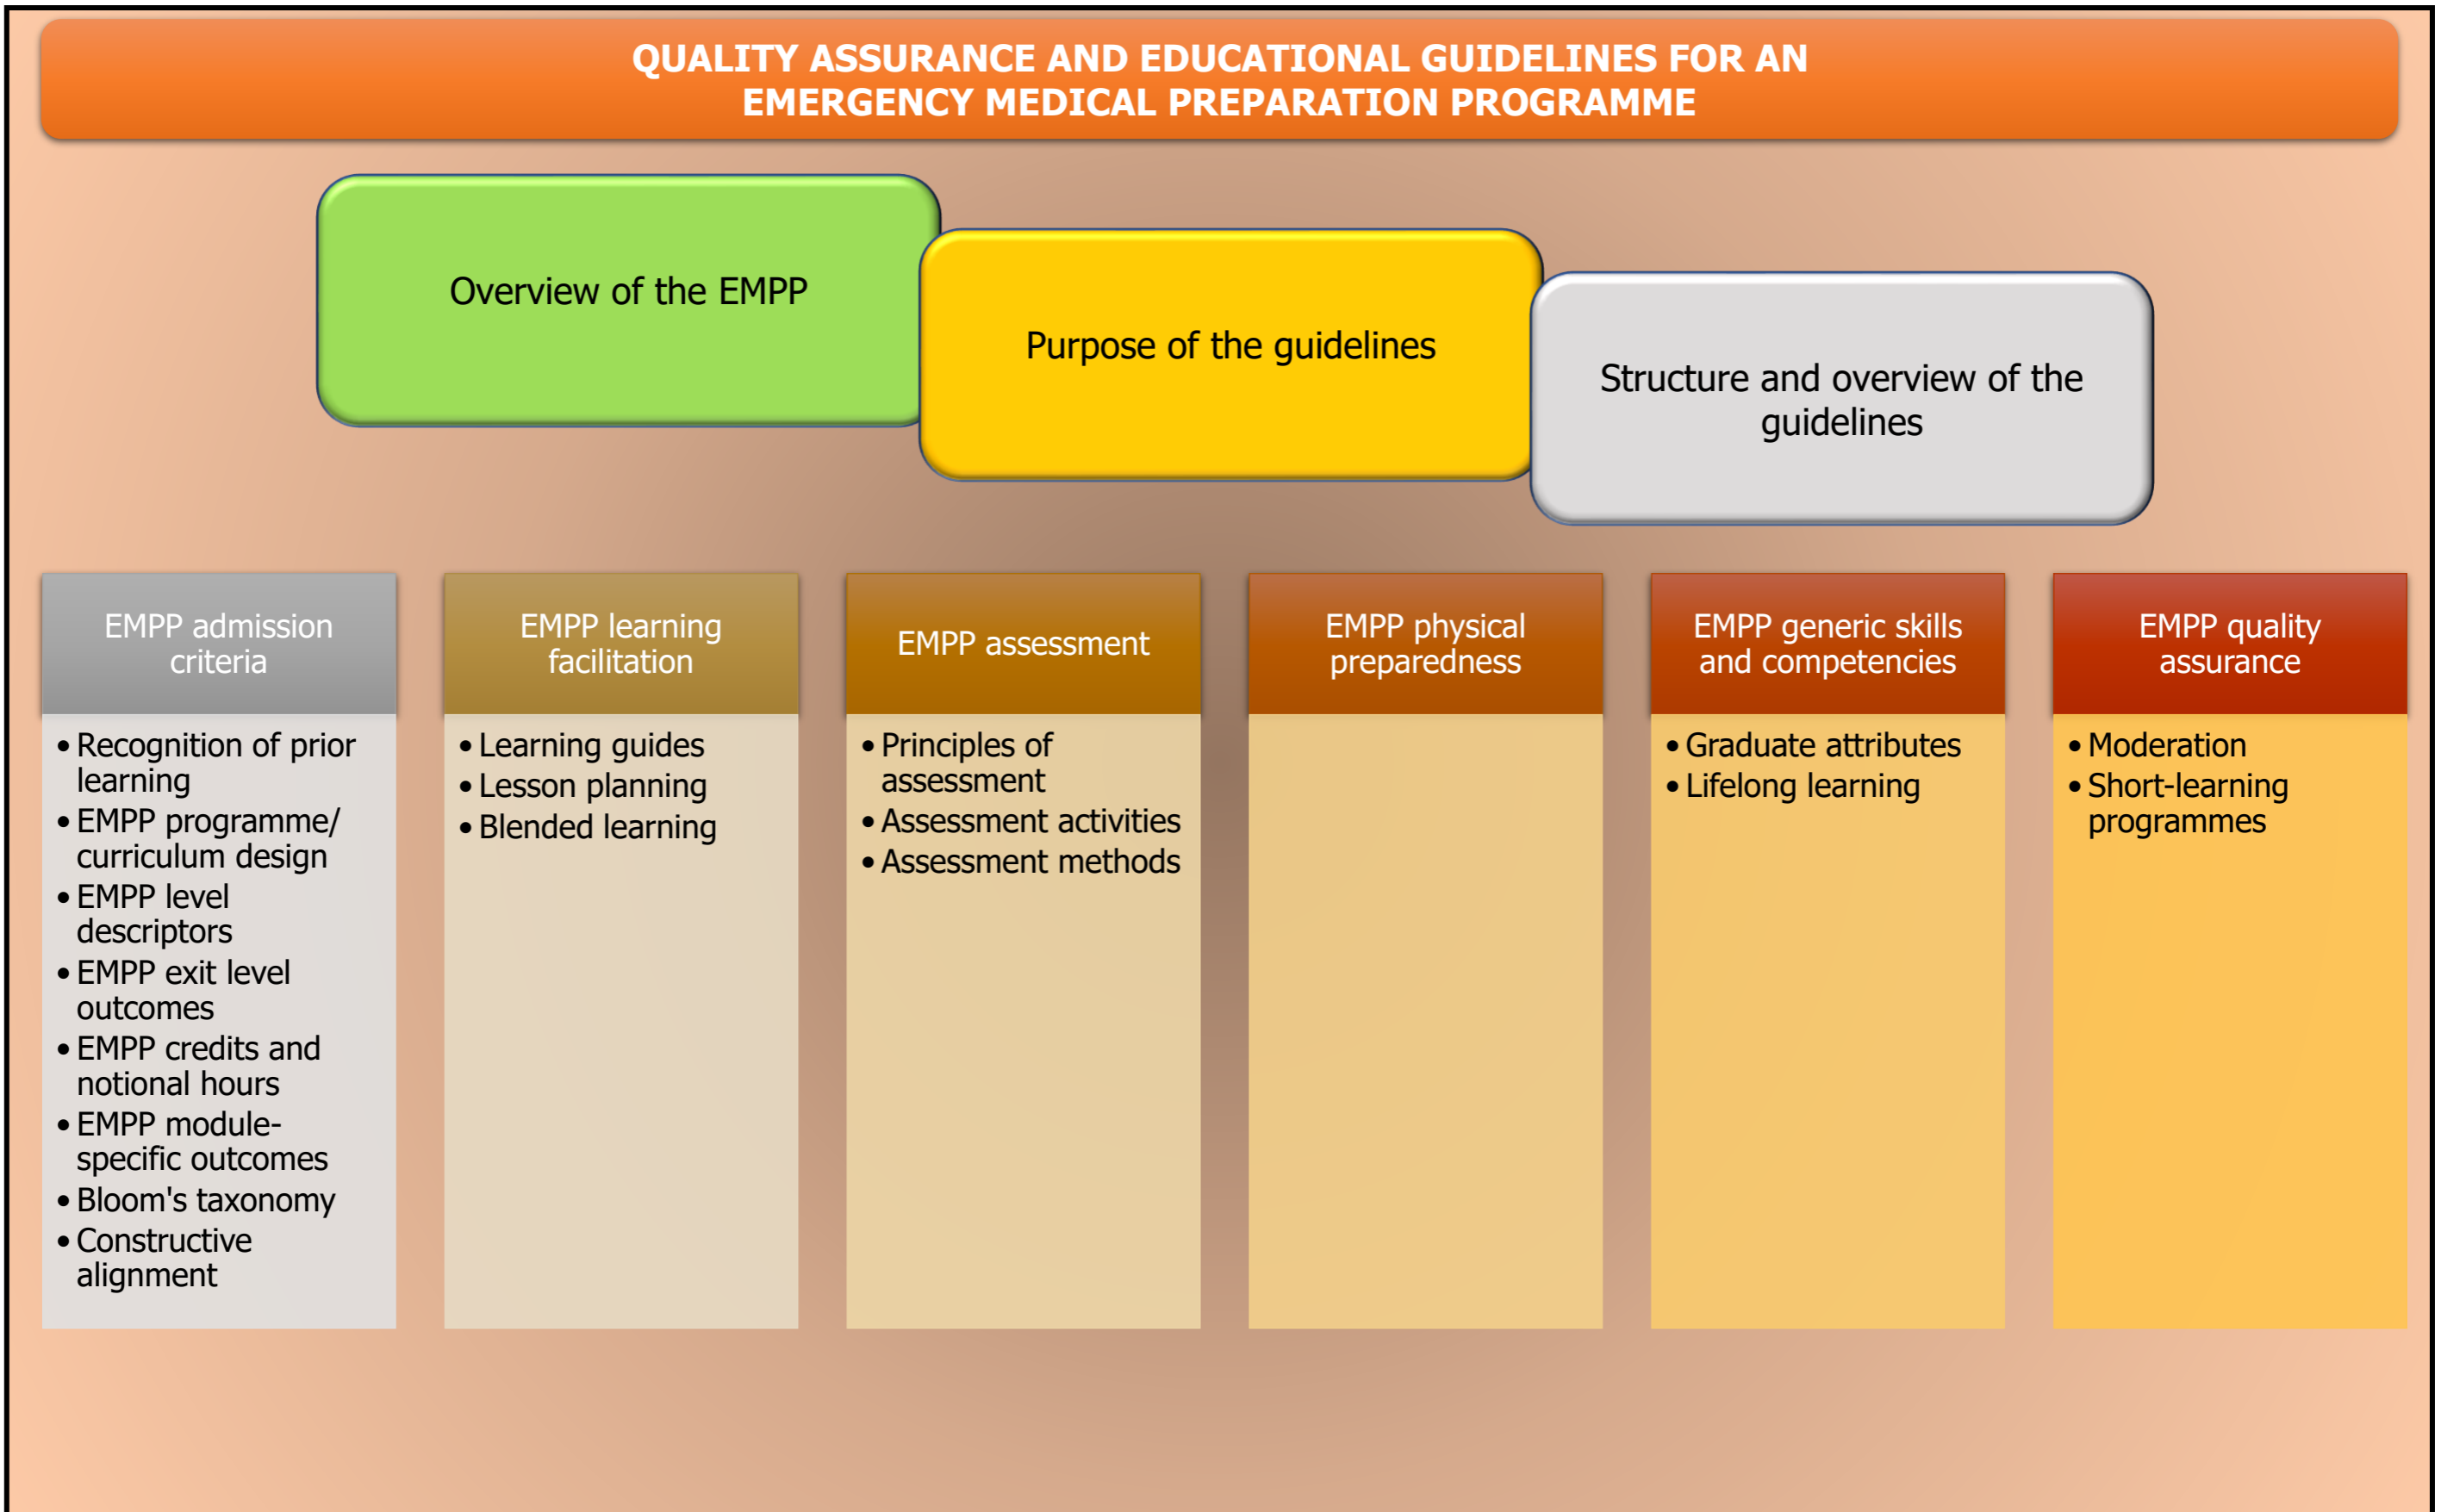 QUALITY ASSURANCE AND EDUCATIONAL GUIDELINES FOR AN
EMERGENCY MEDICAL PREPARATION PROGRAMME
Overview of the EMPP
Purpose of the guidelines
Structure and overview of the
guidelines
EMPP admission
criteria
• Recognition of prior
learning
• EMPP programme/
curriculum design
• EMPP level
descriptors
• EMPP exit level
outcomes
• EMPP credits and
notional hours
• EMPP module-
specific outcomes
• Bloom's taxonomy
• Constructive
alignment
EMPP learning
facilitation
• Learning guides
• Lesson planning
• Blended learning
EMPP assessment
• Principles of
assessment
• Assessment activities
• Assessment methods
EMPP physical
preparedness
EMPP generic skills
and competencies
• Graduate attributes
• Lifelong learning
EMPP quality
assurance
• Moderation
• Short-learning
programmes